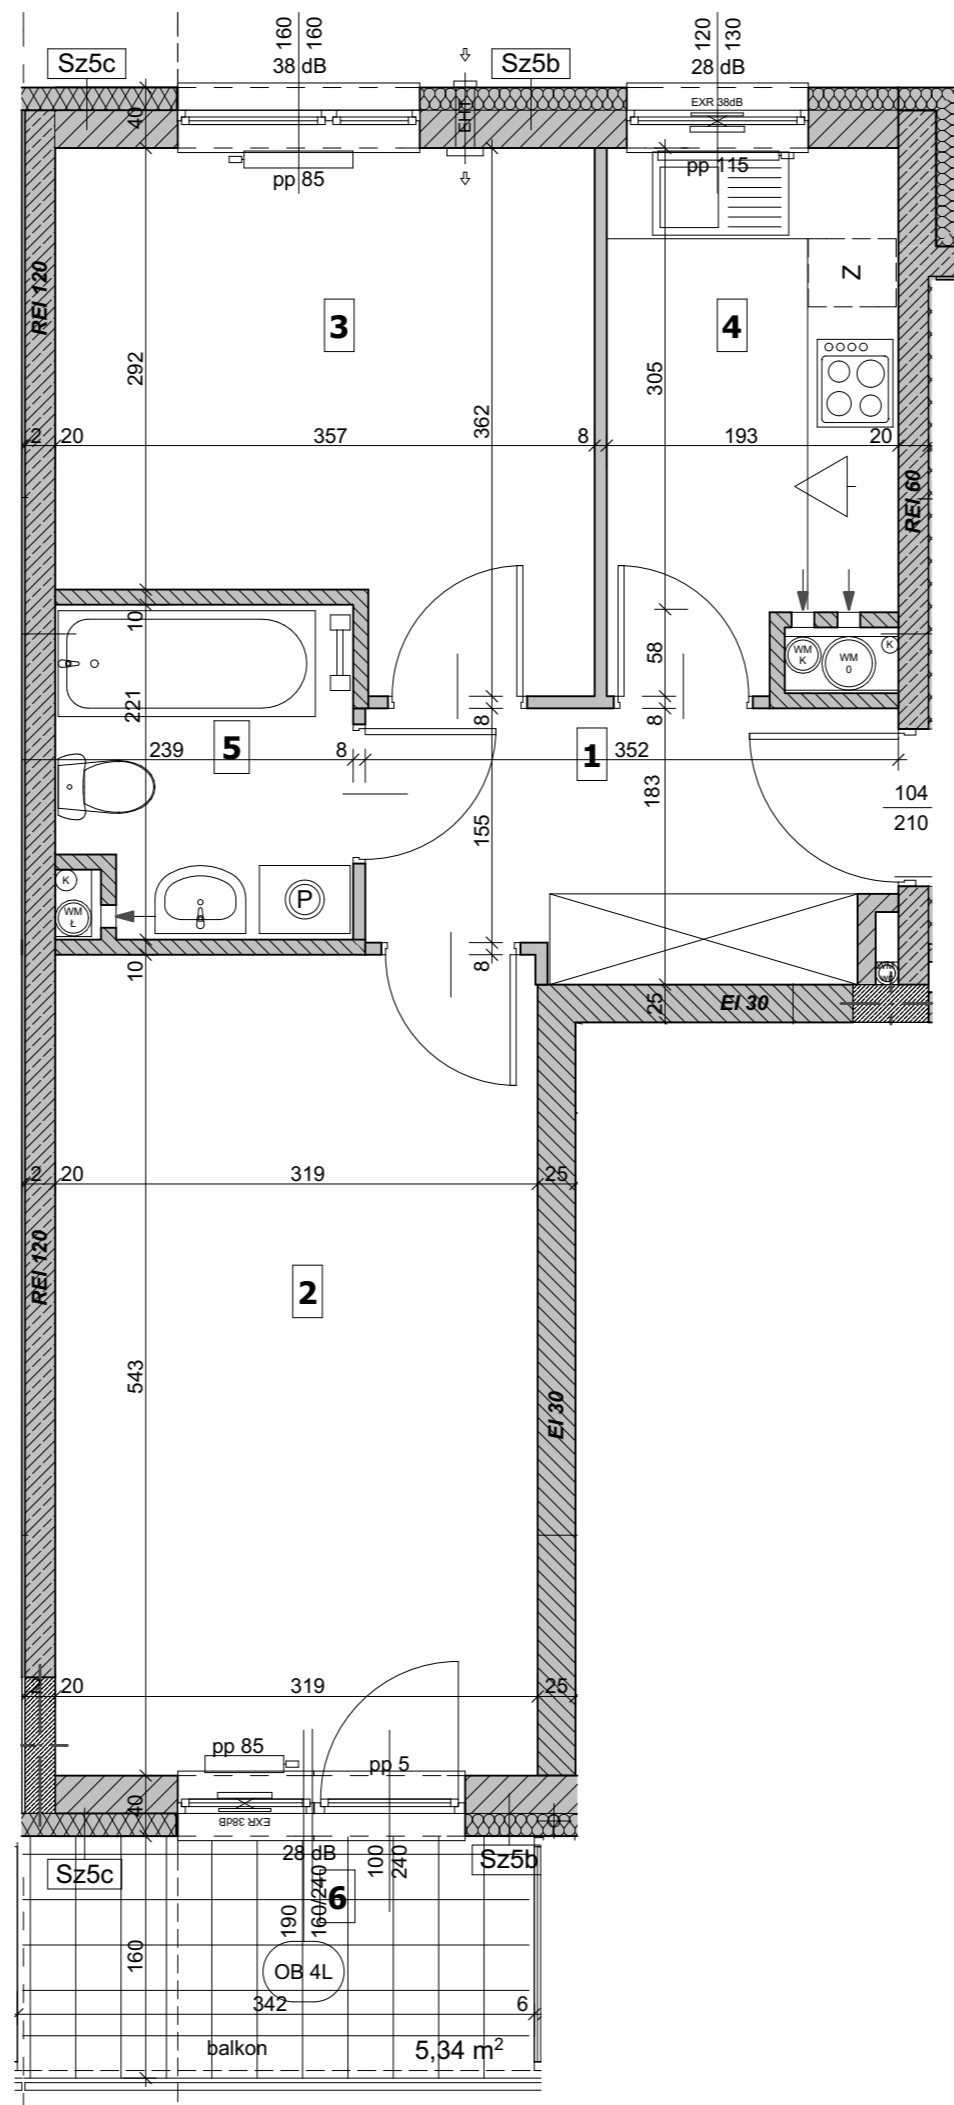 160
160
120
130
Sz5c
38 dB
Sz5b
28 dB
EXR 38dB
40
EHT
pp 85
pp 115
REI 120
3
4
Z
292
362
305
2
20
357
8
193
20
REI 60
10
58
WM
K
WM
0
K
221
8
8
239
5
8
1
352
183
104
210
155
K
WM
Ł
P
10
8
25
EI 30
2
20
319
25
REI 120
2
543
EI 30
2
20
319
25
pp 85
pp 5
40
EXR 38dB
28 dB
Sz5c
Sz5b
100
240
6
190
160/240
160
OB 4L
342
6
balkon
5,34 m²